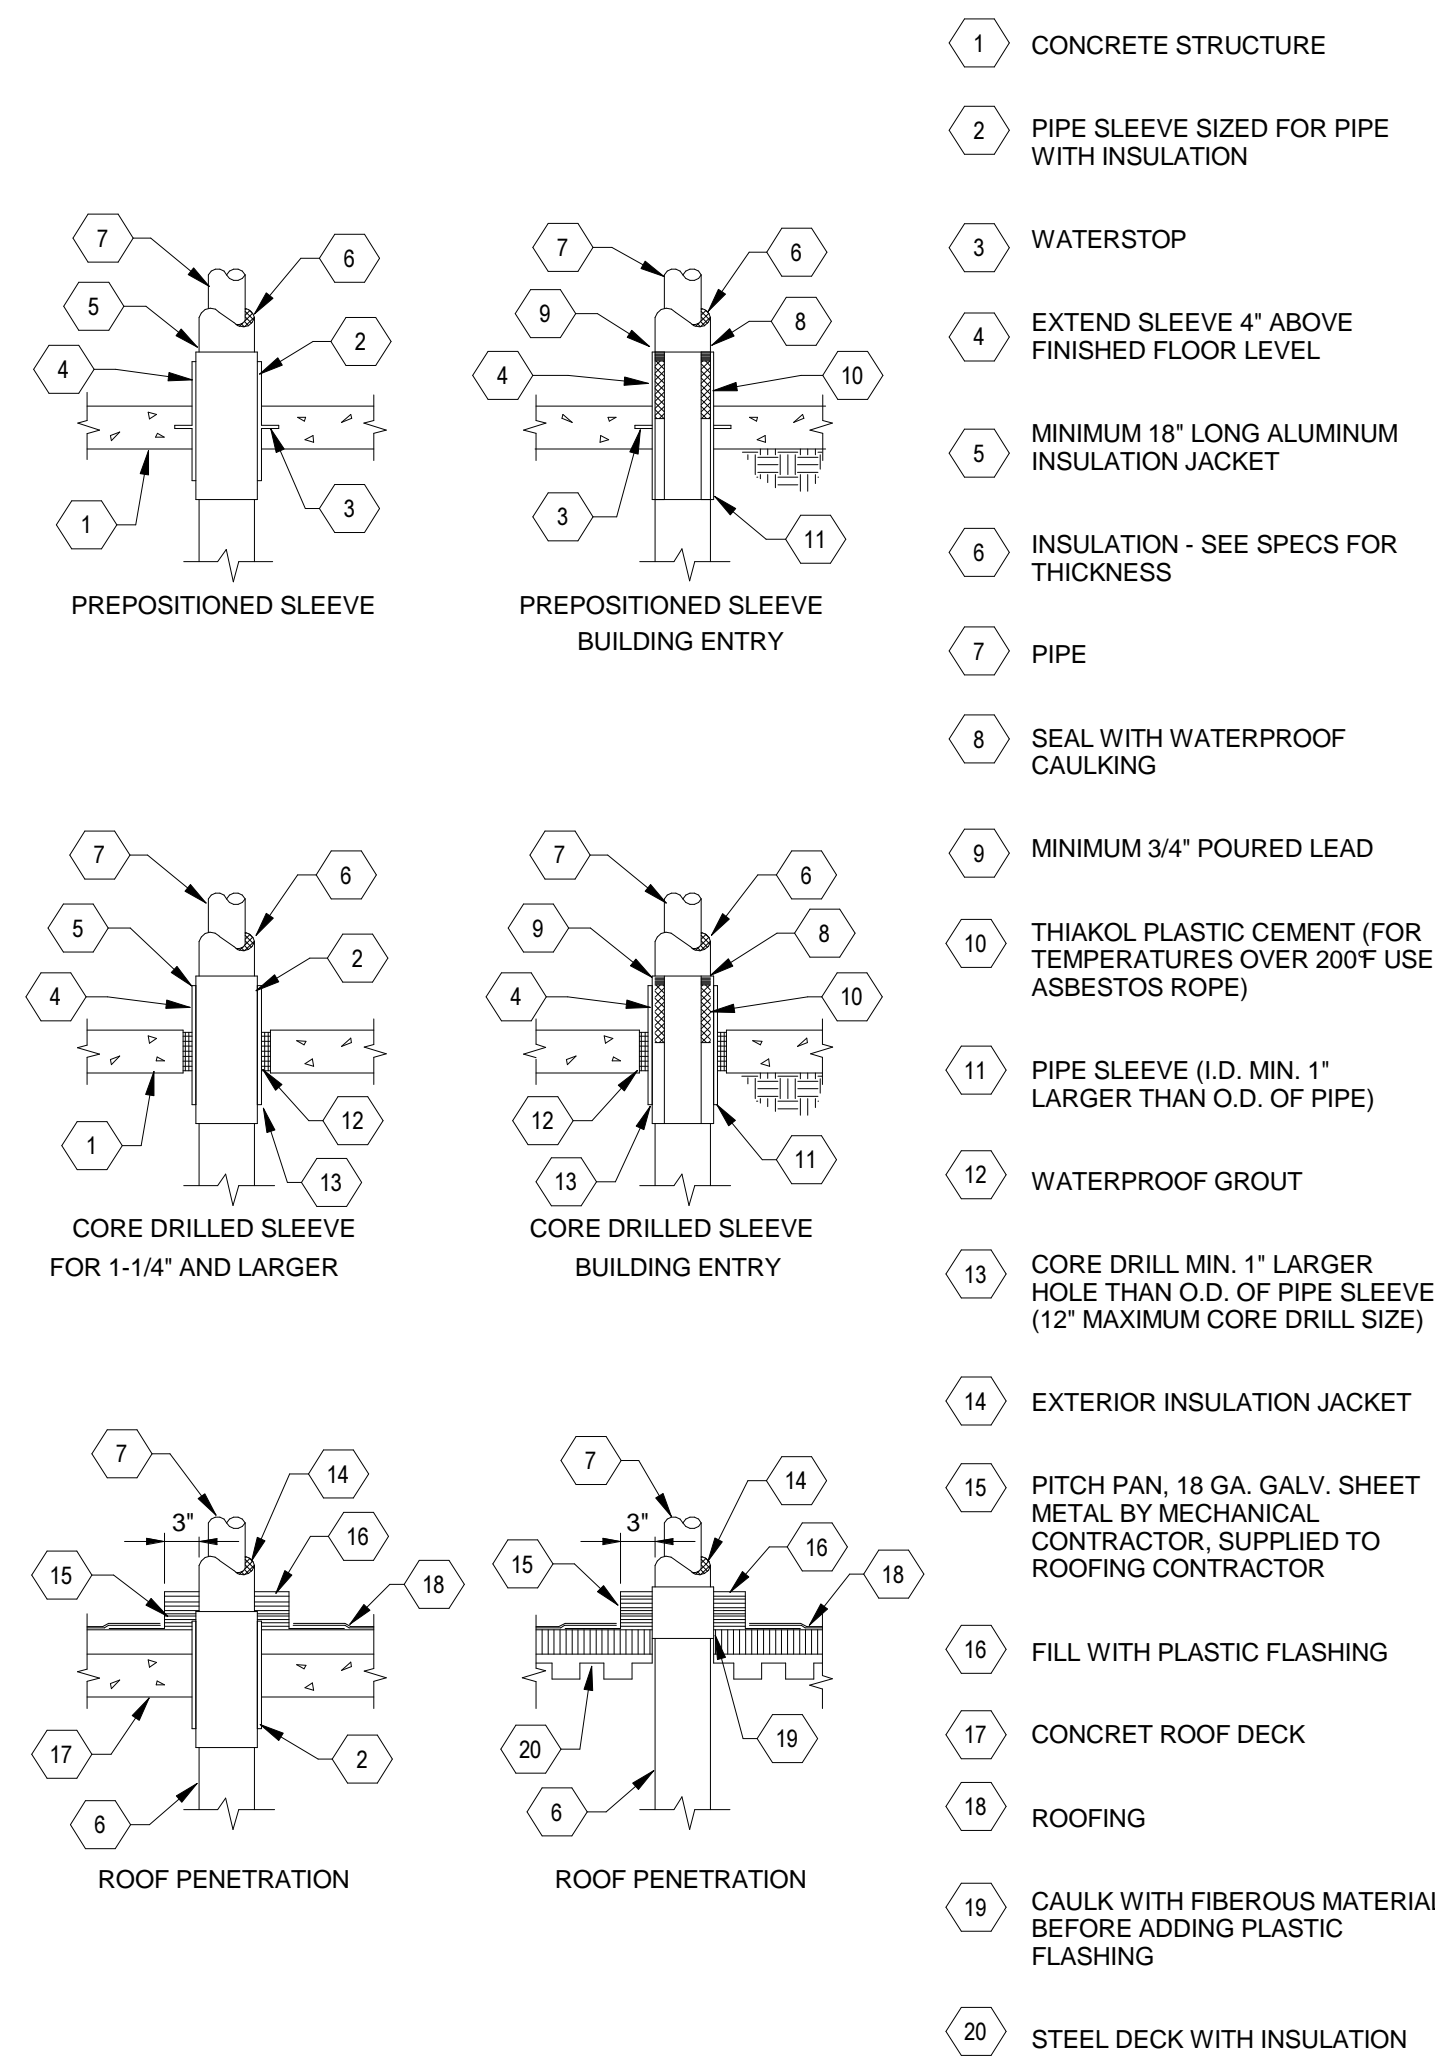 7
6
5
2
4
1
3
PREPOSITIONED SLEEVE
7
6
9
8
4
10
3
11
PREPOSITIONED SLEEVE
BUILDING ENTRY
7
6
5
2
4
12
1
13
CORE DRILLED SLEEVE
FOR 1-1/4" AND LARGER
7
6
9
8
4
10
12
11
13
CORE DRILLED SLEEVE
BUILDING ENTRY
7
14
3"
16
15
18
17
2
6
ROOF PENETRATION
7
14
3"
16
15
18
20
19
6
ROOF PENETRATION
1 CONCRETE STRUCTURE
2 PIPE SLEEVE SIZED FOR PIPE
WITH INSULATION
3 WATERSTOP
4 EXTEND SLEEVE 4" ABOVE
FINISHED FLOOR LEVEL
5 MINIMUM 18" LONG ALUMINUM
INSULATION JACKET
6 INSULATION - SEE SPECS FOR
THICKNESS
7 PIPE
8 SEAL WITH WATERPROOF
CAULKING
9 MINIMUM 3/4" POURED LEAD
10 THIAKOL PLASTIC CEMENT (FOR
TEMPERATURES OVER 200°F USE
ASBESTOS ROPE)
11 PIPE SLEEVE (I.D. MIN. 1"
LARGER THAN O.D. OF PIPE)
12 WATERPROOF GROUT
13 CORE DRILL MIN. 1" LARGER
HOLE THAN O.D. OF PIPE SLEEVE
(12" MAXIMUM CORE DRILL SIZE)
14 EXTERIOR INSULATION JACKET
15 PITCH PAN, 18 GA. GALV. SHEET
METAL BY MECHANICAL
CONTRACTOR, SUPPLIED TO
ROOFING CONTRACTOR
16 FILL WITH PLASTIC FLASHING
17 CONCRET ROOF DECK
18 ROOFING
19 CAULK WITH FIBEROUS MATERIAL
BEFORE ADDING PLASTIC
FLASHING
20 STEEL DECK WITH INSULATION